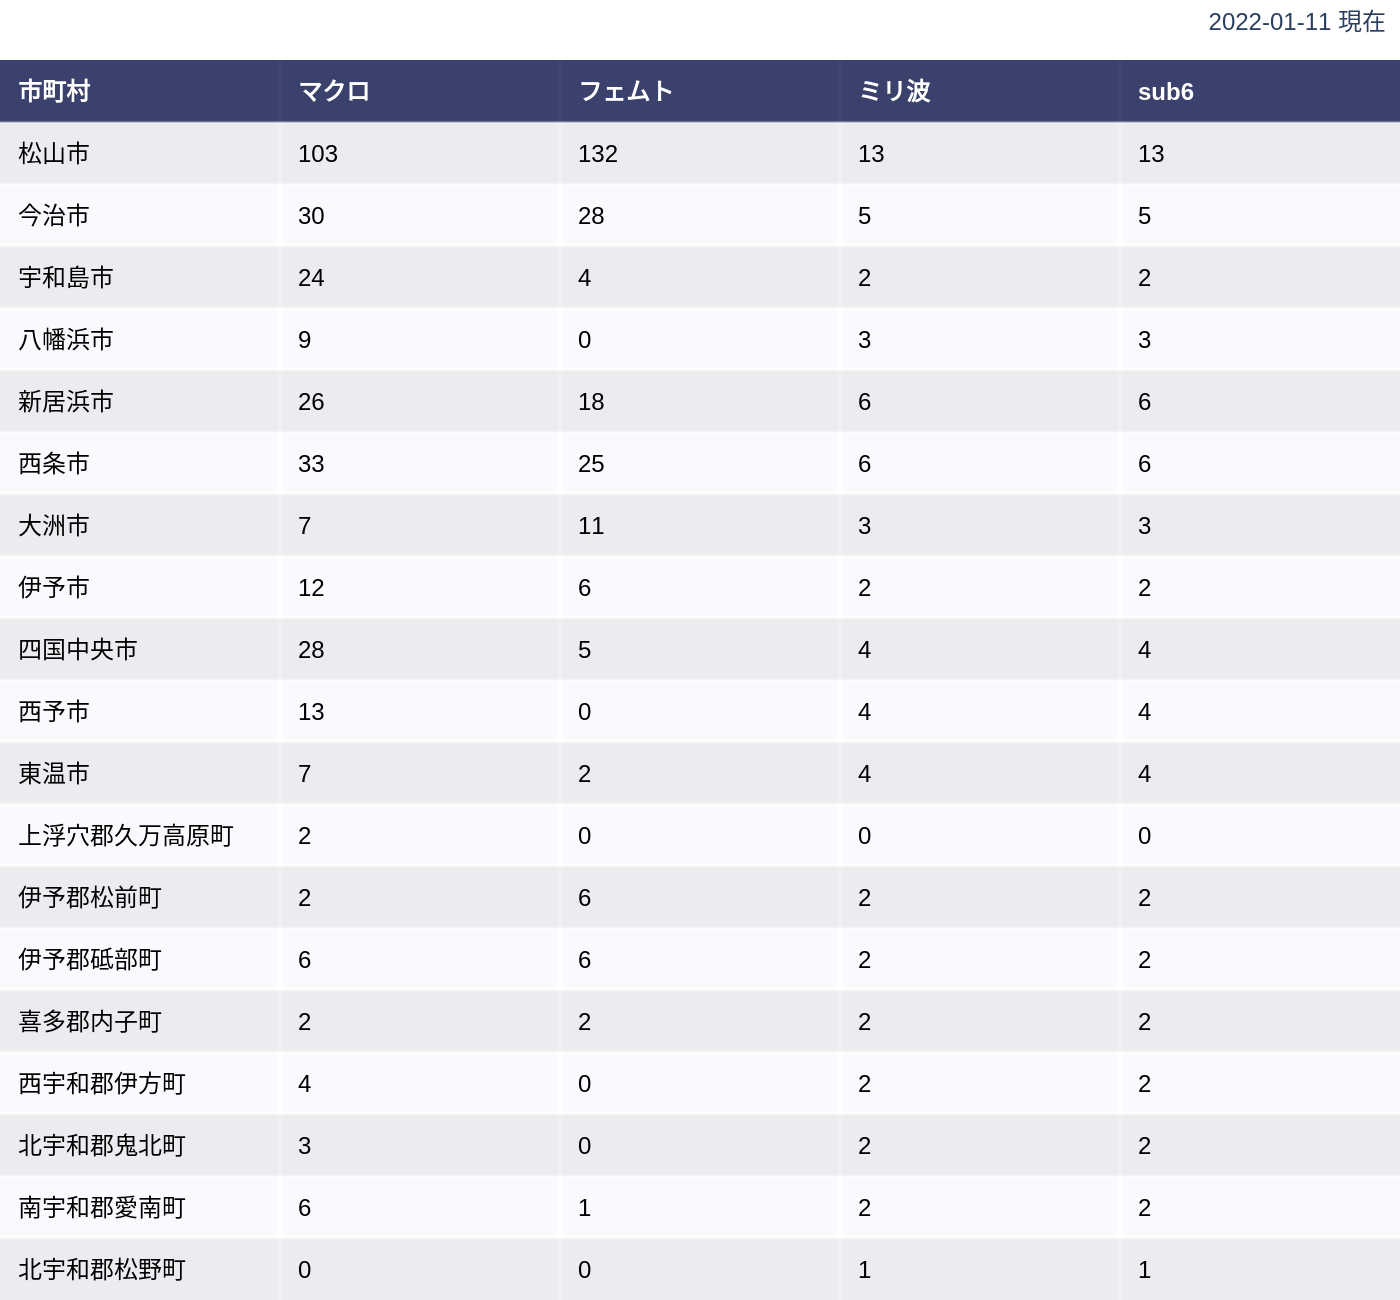 2022-01-11 現在
市町村 マクロ フェムト ミリ波 sub6
松山市 103 132 13 13
今治市 30 28 5 5
宇和島市 24 4 2 2
八幡浜市 9 0 3 3
新居浜市 26 18 6 6
西条市 33 25 6 6
大洲市 7 11 3 3
伊予市 12 6 2 2
四国中央市 28 5 4 4
西予市 13 0 4 4
東温市 7 2 4 4
上浮穴郡久万高原町 2 0 0 0
伊予郡松前町 2 6 2 2
伊予郡砥部町 6 6 2 2
喜多郡内子町 2 2 2 2
西宇和郡伊方町 4 0 2 2
北宇和郡鬼北町 3 0 2 2
南宇和郡愛南町 6 1 2 2
北宇和郡松野町 0 0 1 1